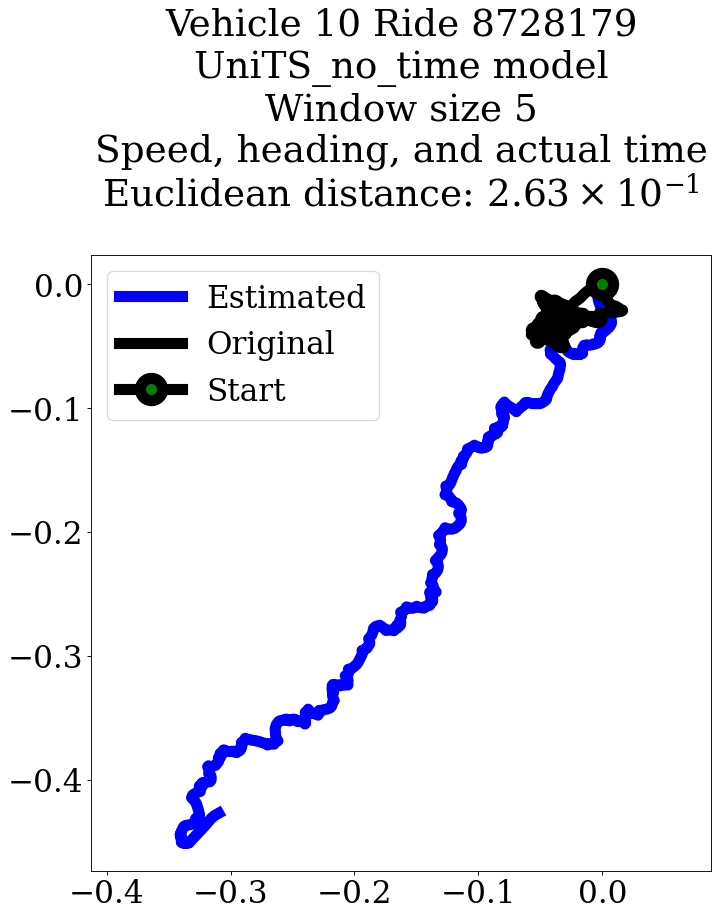 Vehicle 10 Ride 8728179
UniTS_no_time model
Window size 5
Speed, heading, and actual time
Euclidean distance: 2.63 × 10⁻¹
Estimated
Original
Start
0.0
−0.1
−0.2
−0.3
−0.4
−0.4
−0.3
−0.2
−0.1
0.0